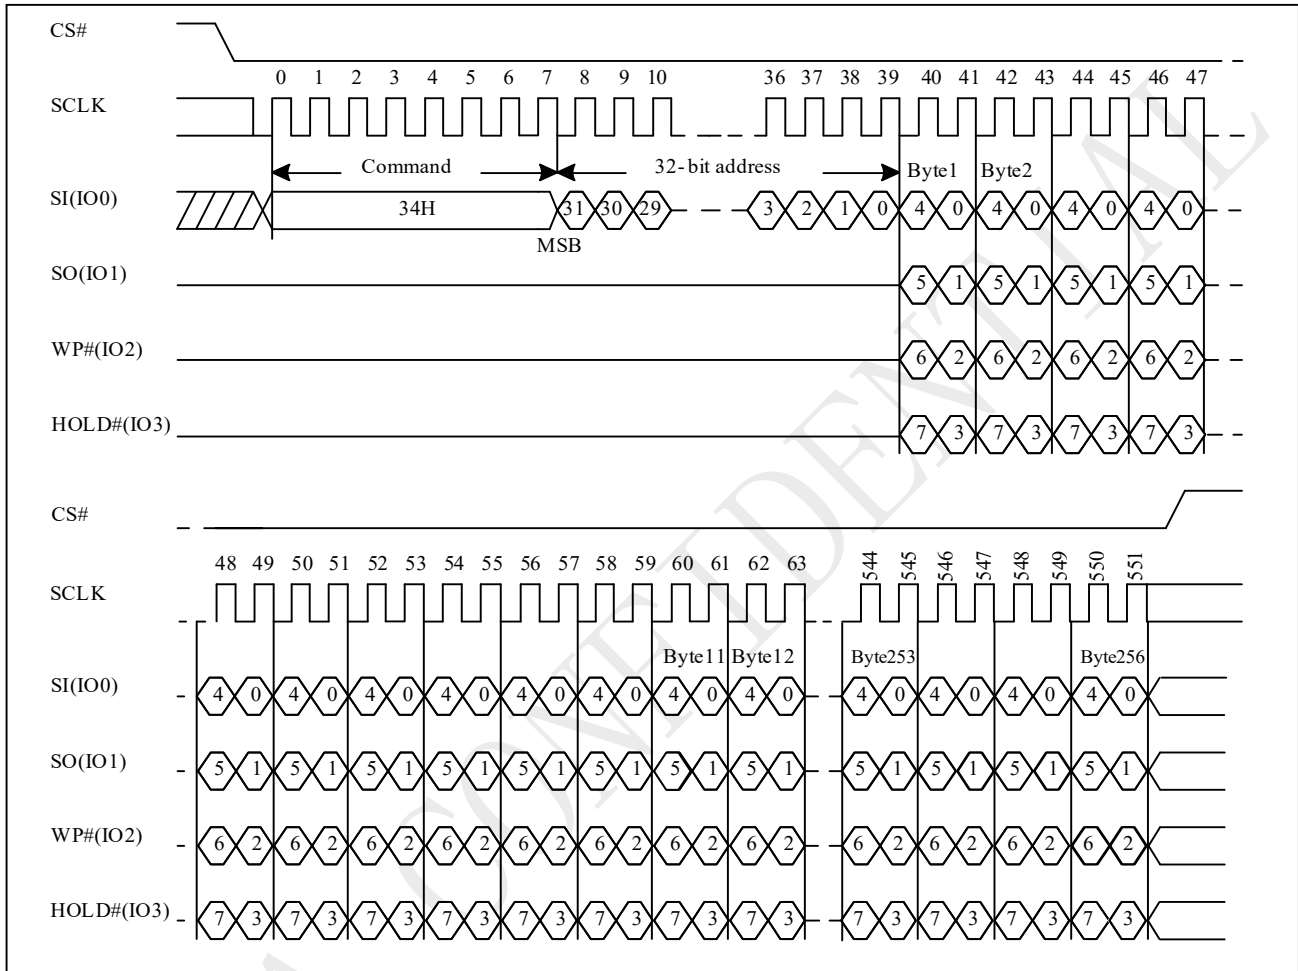 CS#
0 1 2 3 4 5 6 7 8 9 10 36 37 38 39 40 41 42 43 44 45 46 47
SCLK
Command 32-bit address Byte1 Byte2
SI(IO0) 34H 31 30 29 3 2 1 0 4 0 4 0 4 0 4 0
MSB
SO(IO1) 5 1 5 1 5 1 5 1
WP#(IO2) 6 2 6 2 6 2 6 2
HOLD#(IO3) 7 3 7 3 7 3 7 3
CS#
48 49 50 51 52 53 54 55 56 57 58 59 60 61 62 63 544 545 546 547 548 549 550 551
SCLK
Byte11 Byte12 Byte253 Byte256
SI(IO0) 4 0 4 0 4 0 4 0 4 0 4 0 4 0 4 0 4 0 4 0 4 0 4 0
SO(IO1) 5 1 5 1 5 1 5 1 5 1 5 1 5 1 5 1 5 1 5 1 5 1 5 1
WP#(IO2) 6 2 6 2 6 2 6 2 6 2 6 2 6 2 6 2 6 2 6 2 6 2 6 2
HOLD#(IO3) 7 3 7 3 7 3 7 3 7 3 7 3 7 3 7 3 7 3 7 3 7 3 7 3
CONFIDENTIAL